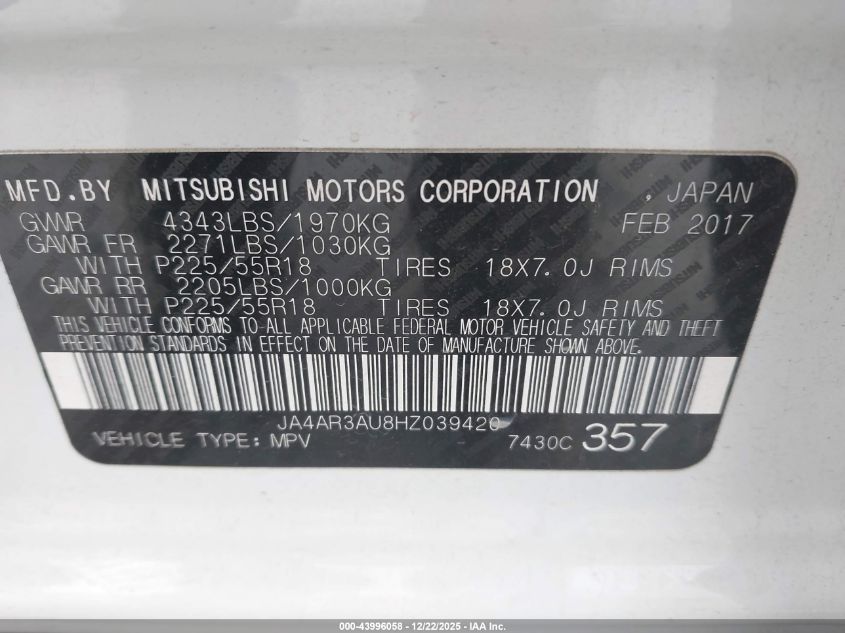 MFD.BY MITSUBISHI MOTORS CORPORATION , JAPAN
GVWR 4343LBS/1970KG FEB 2017
GAWR FR 2271LBS/1030KG
WITH P225/55R18 TIRES 18X7.0J RIMS
GAWR RR 2205LBS/1000KG
WITH P225/55R18 TIRES 18X7.0J RIMS
THIS VEHICLE CONFORMS TO ALL APPLICABLE FEDERAL MOTOR VEHICLE SAFETY AND THEFT
PREVENTION STANDARDS IN EFFECT ON THE DATE OF MANUFACTURE SHOWN ABOVE.
JA4AR3AU8HZ039420
VEHICLE TYPE: MPV 7430C 357
000-43996058 - 12/22/2025 - IAA Inc.